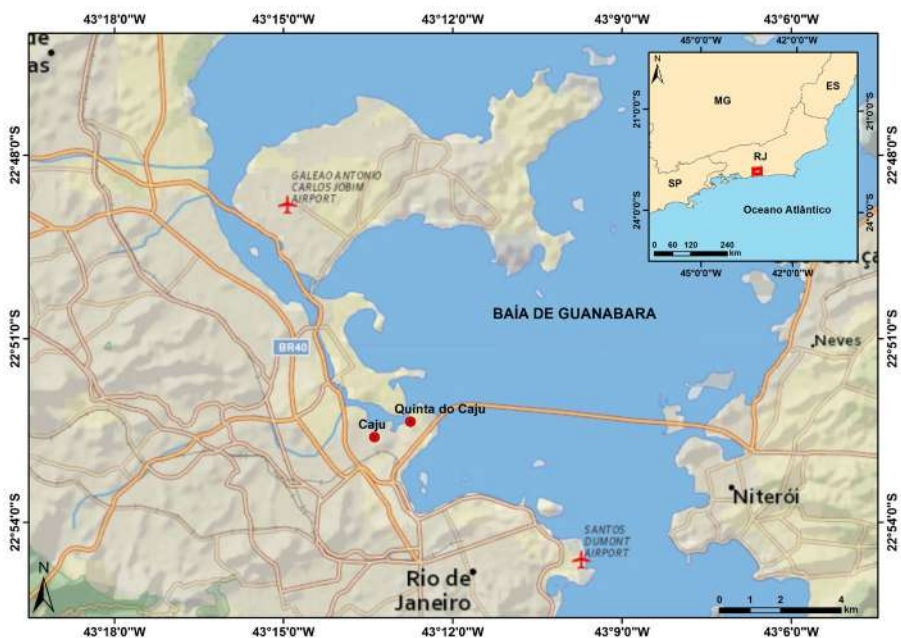 43°18'0"W 43°15'0"W 43°12'0"W 43°9'0"W 43°6'0"W
de
as
N
45°0'0"W 42°0'0"W
21°0'0"S 21°0'0"S
MG
ES
RJ
SP
24°0'0"S 24°0'0"S
Oceano Atlântico
0 60 120 240
km
45°0'0"W 42°0'0"W
22°48'0"S 22°48'0"S
GALEAO ANTONIO
CARLOS JOBIM
AIRPORT
BAÍA DE GUANABARA
22°51'0"S 22°51'0"S
BR40
Neves
Quinta do Caju
Caju
Niterói
22°54'0"S 22°54'0"S
SANTOS
DUMONT
AIRPORT
Rio de
Janeiro
N
0 1 2 4
km
43°18'0"W 43°15'0"W 43°12'0"W 43°9'0"W 43°6'0"W